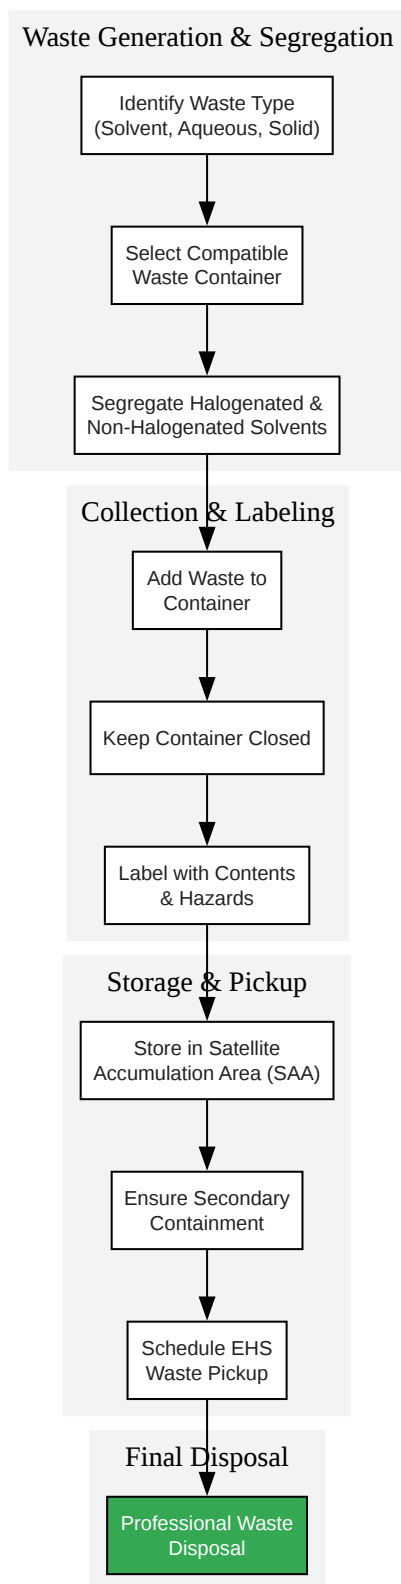 Waste Generation & Segregation
Identify Waste Type
(Solvent, Aqueous, Solid)
Select Compatible
Waste Container
Segregate Halogenated &
Non-Halogenated Solvents
Collection & Labeling
Add Waste to
Container
Keep Container Closed
Label with Contents
& Hazards
Storage & Pickup
Store in Satellite
Accumulation Area (SAA)
Ensure Secondary
Containment
Schedule EHS
Waste Pickup
Final Disposal
Professional Waste
Disposal